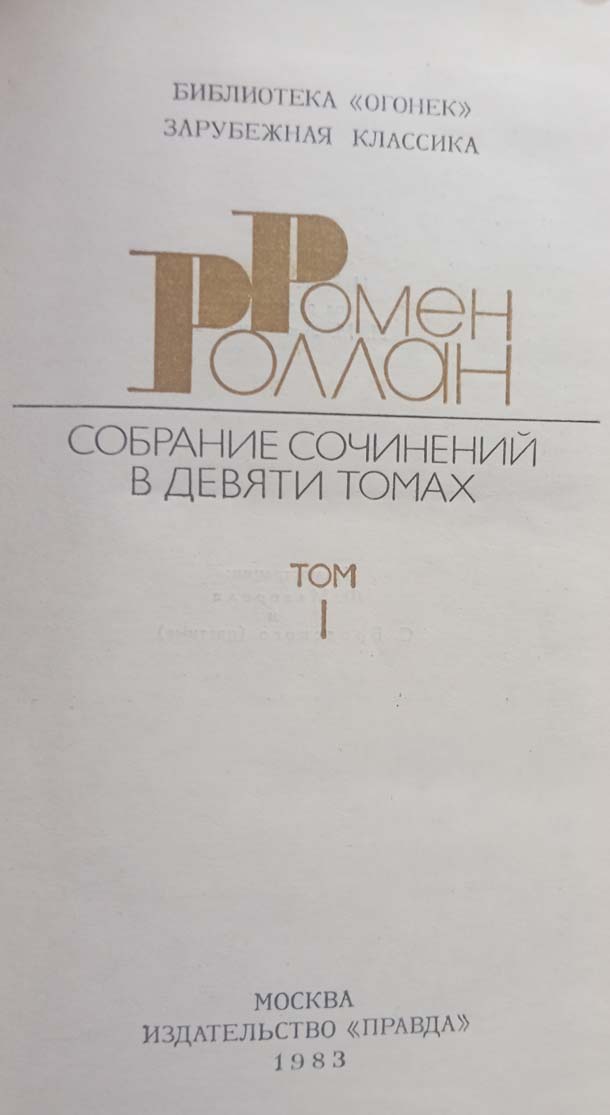 БИБЛИОТЕКА «ОГОНЕК»
ЗАРУБЕЖНАЯ КЛАССИКА
РОМЕН
РОЛЛАН
СОБРАНИЕ СОЧИНЕНИЙ
В ДЕВЯТИ ТОМАХ
ТОМ
I
МОСКВА
ИЗДАТЕЛЬСТВО «ПРАВДА»
1983